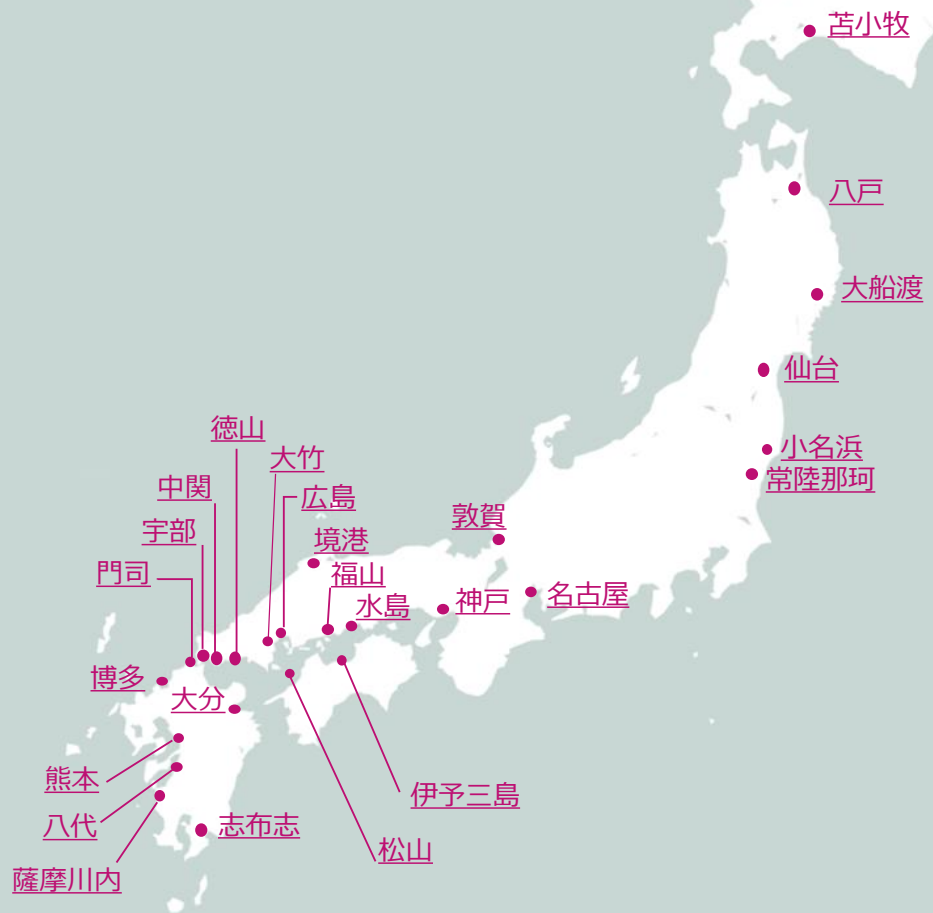 苫小牧
八戸
大船渡
仙台
小名浜
常陸那珂
徳山
大竹
中関
広島
宇部
境港
敦賀
門司
福山
水島
神戸
名古屋
博多
大分
熊本
伊予三島
八代
志布志
松山
薩摩川内